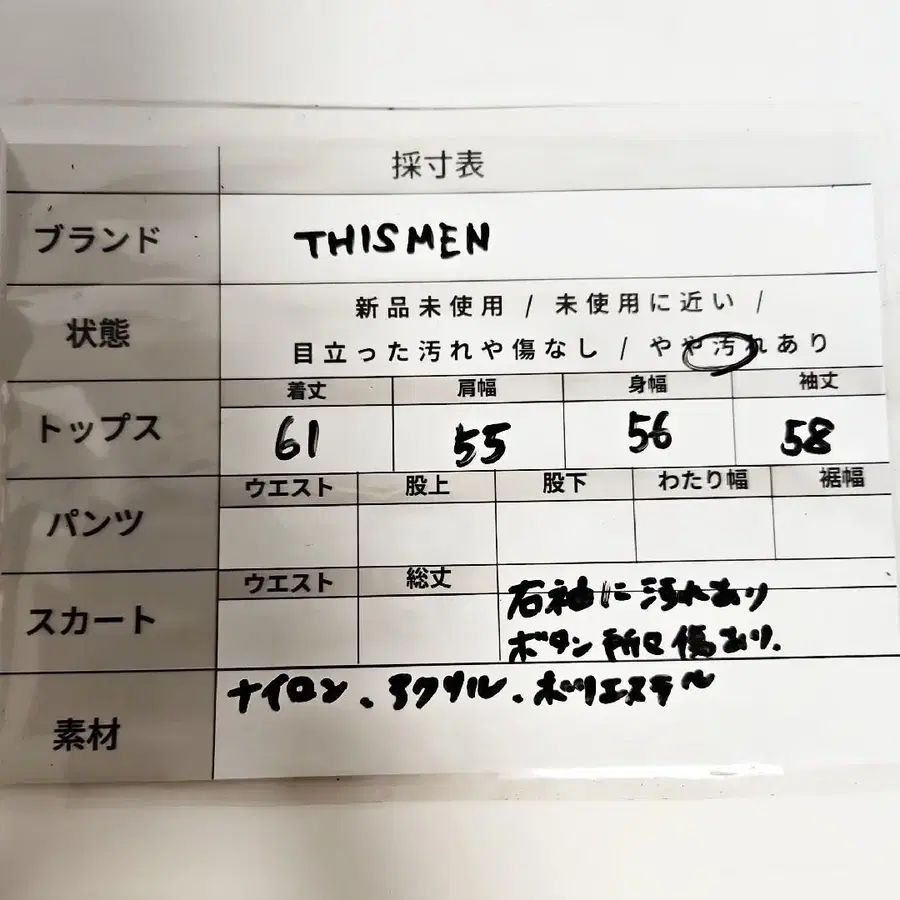 採寸表
ブランド THISMEN
状態 新品未使用 / 未使用に近い /
目立った汚れや傷なし / やや汚れあり
着丈 肩幅 身幅 袖丈
トップス 61 55 56 58
ウエスト 股上 股下 わたり幅 裾幅
パンツ
ウエスト 総丈
スカート 右袖に汚れあり
ボタン所々傷あり.
素材 ナイロン、アクリル、ポリエステル